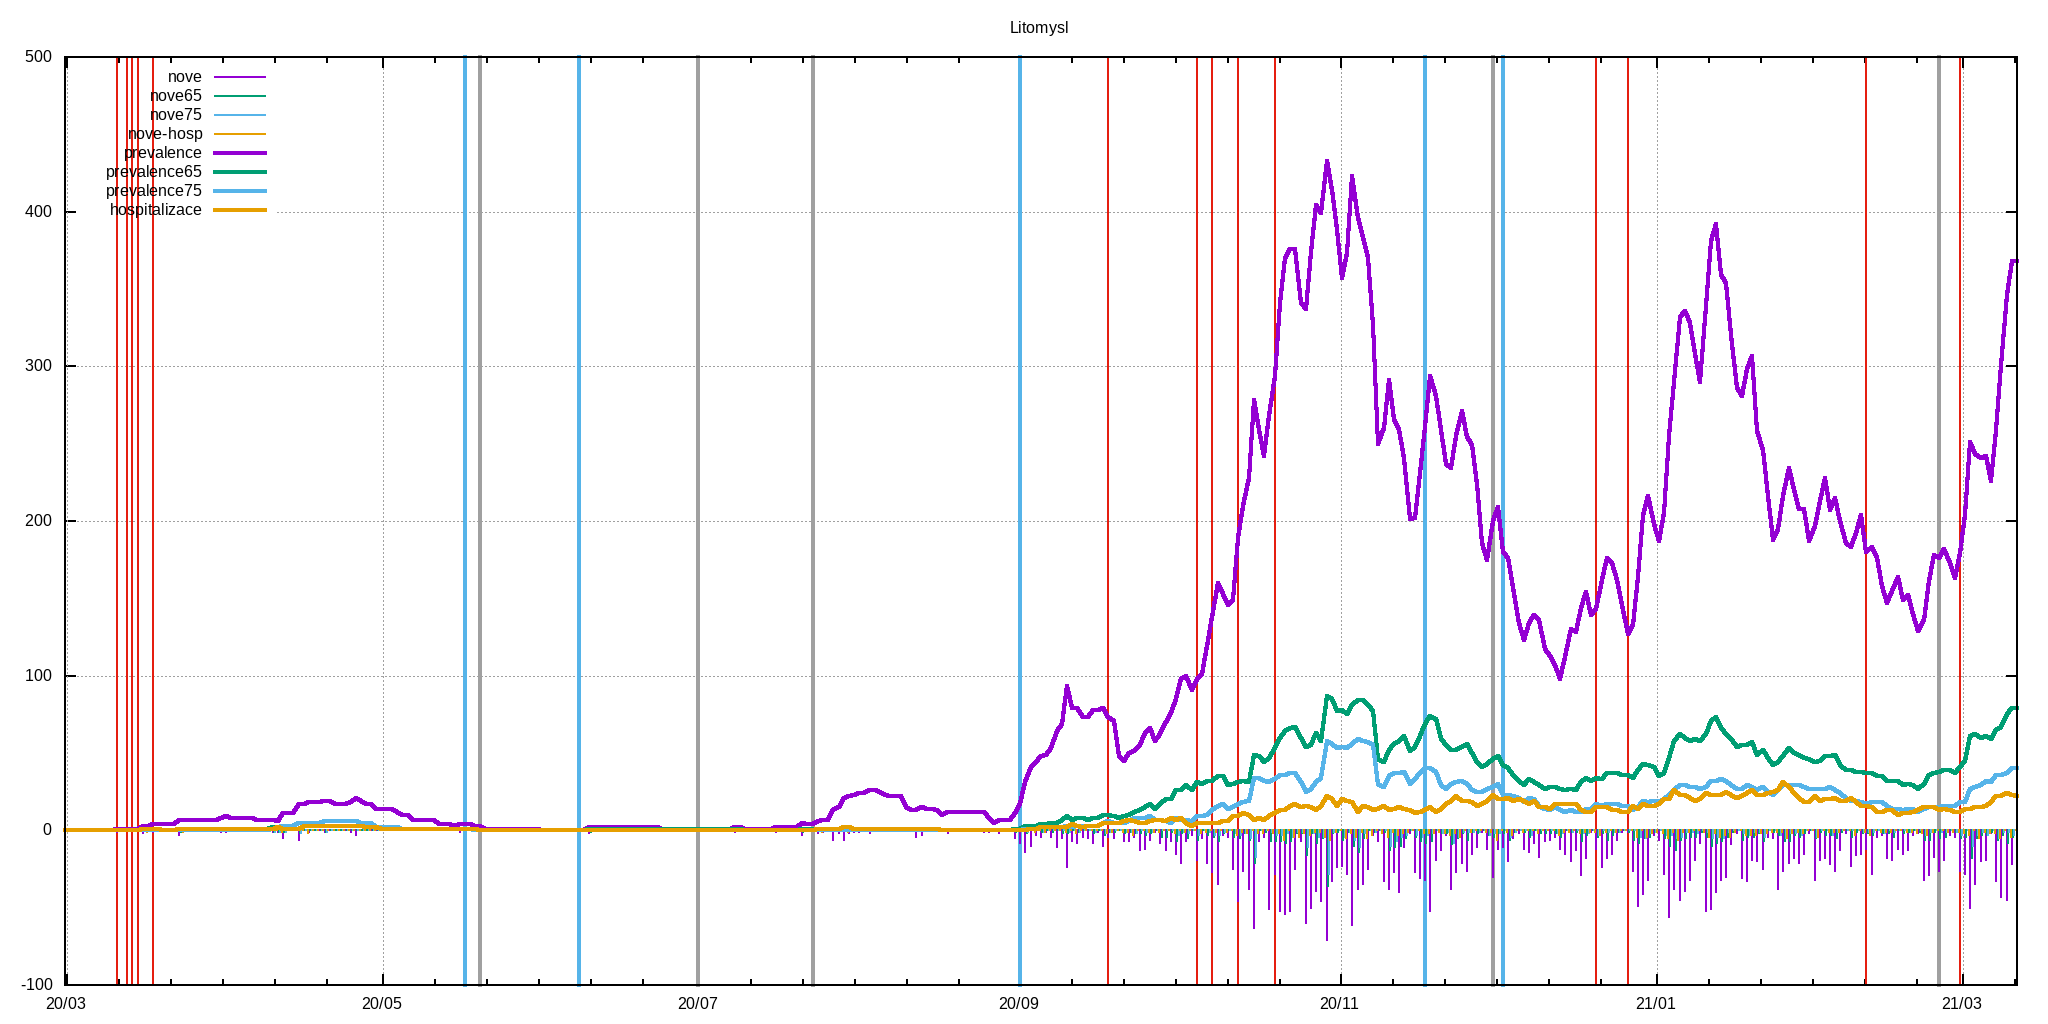 Litomysl
500
400
300
200
100
0
-100
nove
nove65
nove75
nove-hosp
prevalence
prevalence65
prevalence75
hospitalizace
20/03 20/05 20/07 20/09 20/11 21/01 21/03